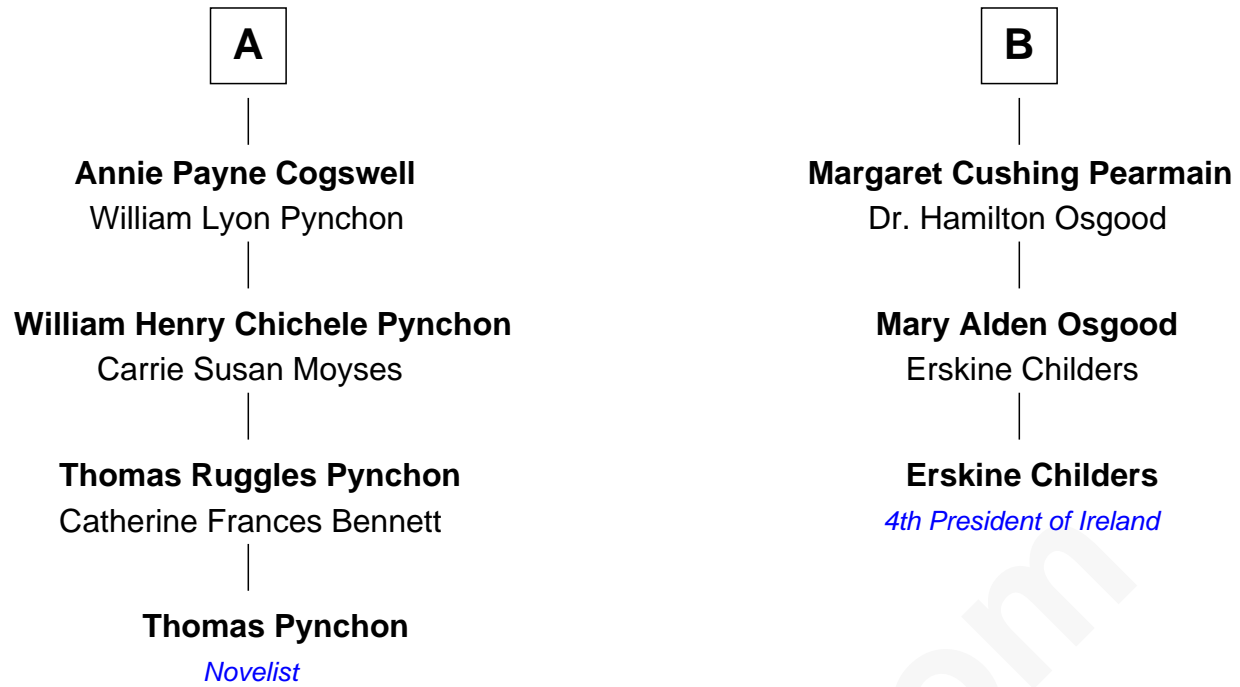 A
Annie Payne Cogswell
William Lyon Pynchon
William Henry Chichele Pynchon
Carrie Susan Moyses
Thomas Ruggles Pynchon
Catherine Frances Bennett
Thomas Pynchon
Novelist
B
Margaret Cushing Pearmain
Dr. Hamilton Osgood
Mary Alden Osgood
Erskine Childers
Erskine Childers
4th President of Ireland
om